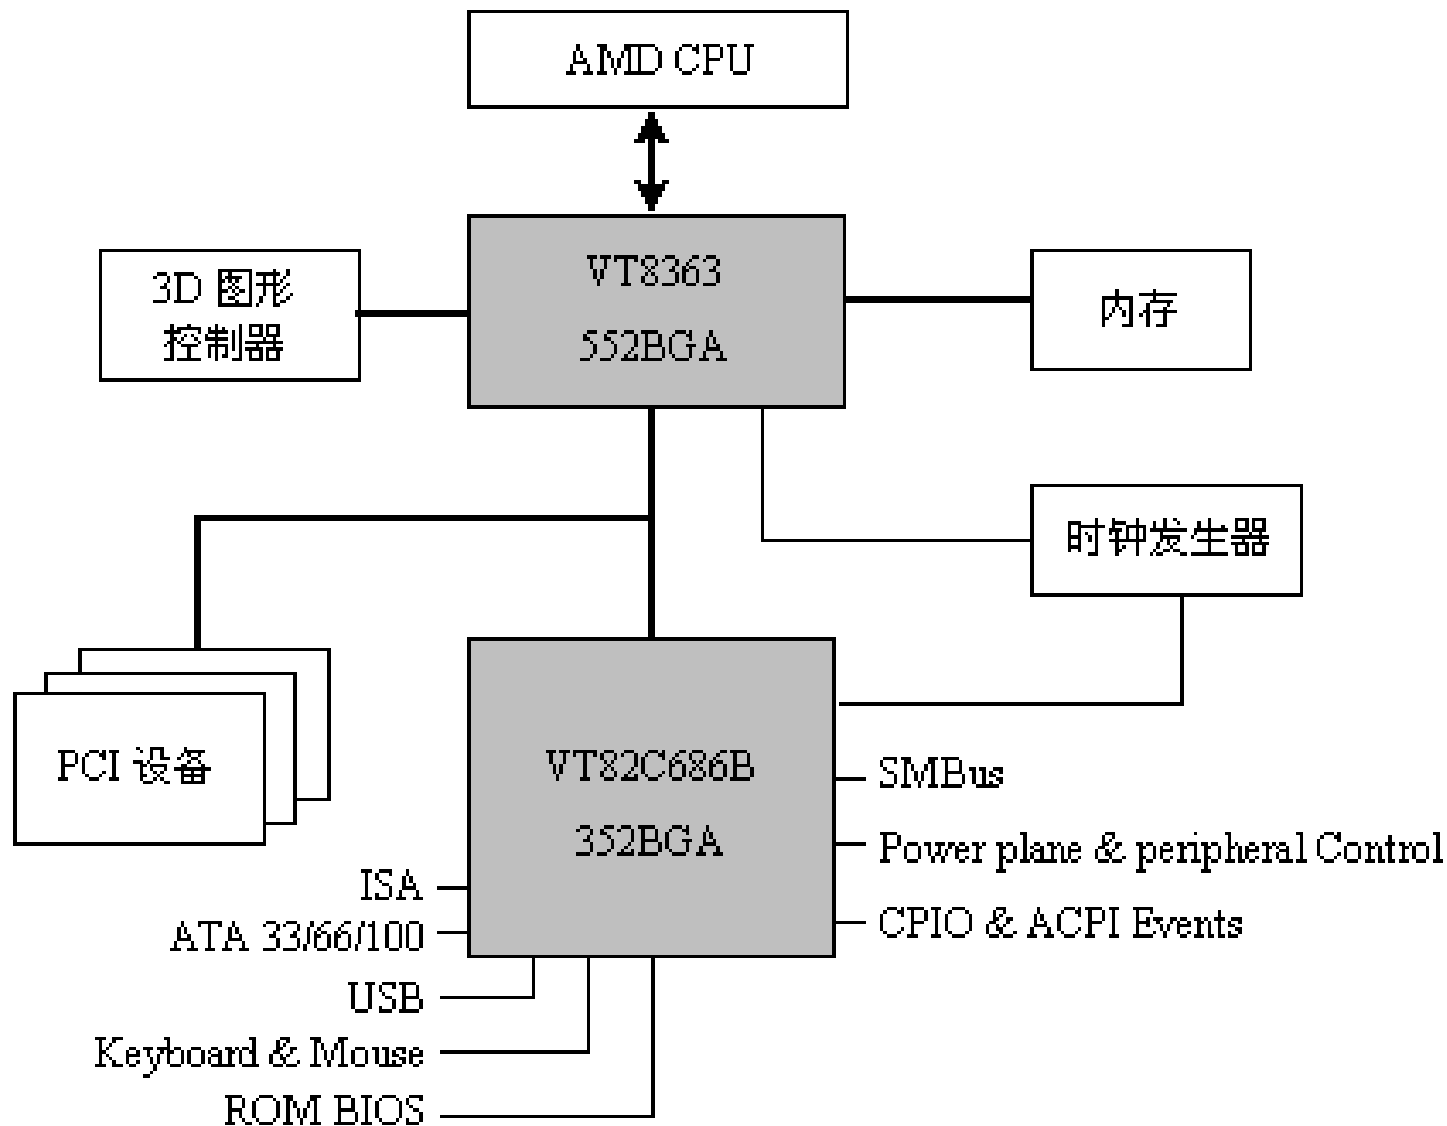 AMD CPU
VT8363
552BGA
3D 图形
控制器
内存
时钟发生器
PCI 设备
VT82C686B
352BGA
SMBus
Power plane & peripheral Control
CPIO & ACPI Events
ISA
ATA 33/66/100
USB
Keyboard & Mouse
ROM BIOS